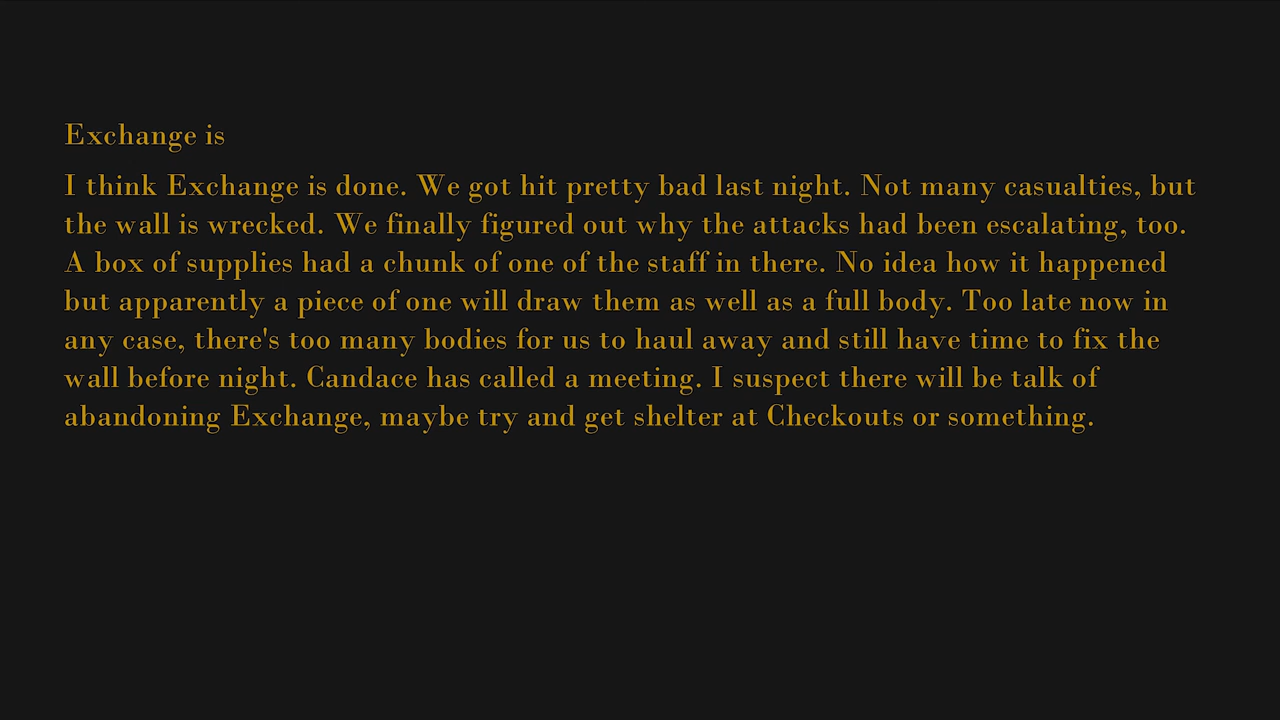 Exchange is
I think Exchange is done. We got hit pretty bad last night. Not many casualties, but
the wall is wrecked. We finally figured out why the attacks had been escalating, too.
A box of supplies had a chunk of one of the staff in there. No idea how it happened
but apparently a piece of one will draw them as well as a full body. Too late now in
any case, there's too many bodies for us to haul away and still have time to fix the
wall before night. Candace has called a meeting. I suspect there will be talk of
abandoning Exchange, maybe try and get shelter at Checkouts or something.